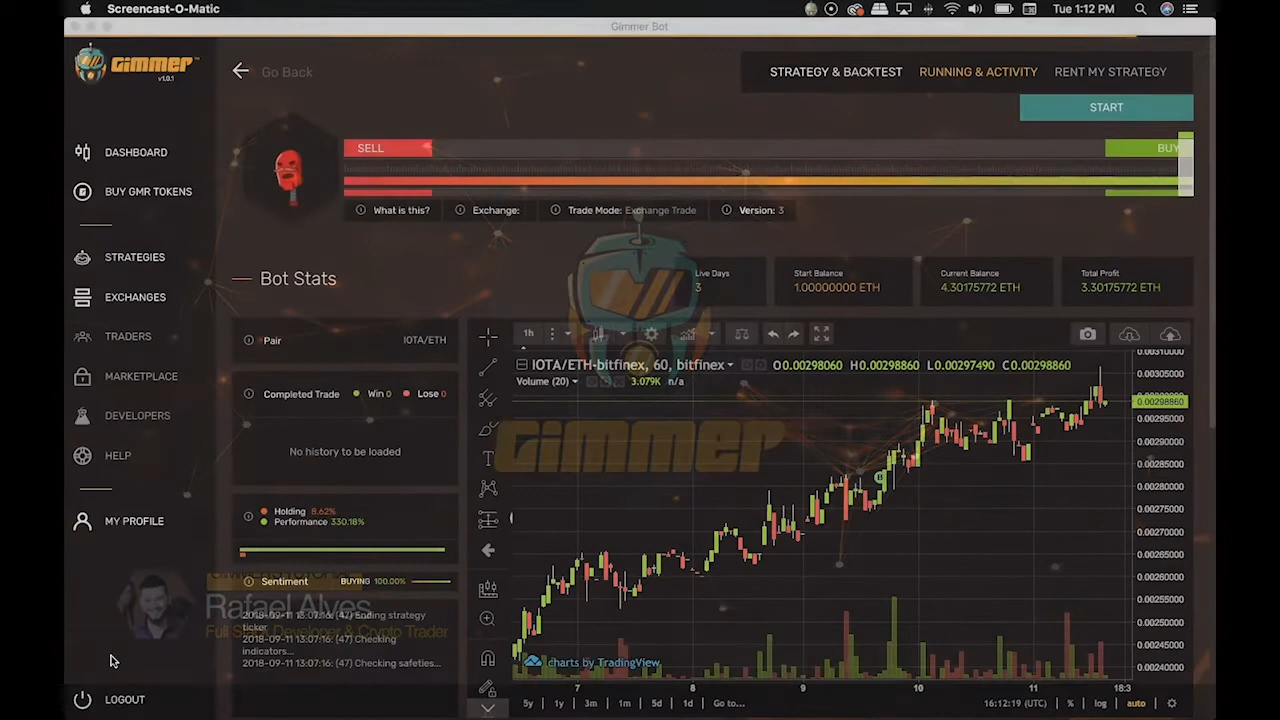 Screencast-O-Matic
Tue 1:12 PM
Gimmer Bot
GIMMER™
v1.0.1
Go Back
STRATEGY & BACKTEST
RUNNING & ACTIVITY
RENT MY STRATEGY
START
DASHBOARD
BUY GMR TOKENS
STRATEGIES
EXCHANGES
TRADERS
MARKETPLACE
DEVELOPERS
HELP
MY PROFILE
LOGOUT
SELL
BUY
What is this?
Exchange:
Trade Mode: Exchange Trade
Version: 3
Bot Stats
Live Days
3
Start Balance
1.00000000 ETH
Current Balance
4.30175772 ETH
Total Profit
3.30175772 ETH
Pair
IOTA/ETH
Completed Trade
Win 0
Lose 0
No history to be loaded
Holding 8.62%
Performance 330.18%
Sentiment
BUYING 100.00%
2018-09-11 13:07:16: (47) Ending strategy
ticker
2018-09-11 13:07:16: (47) Checking
indicators...
2018-09-11 13:07:16: (47) Checking safeties...
Rafael Alves
Full Stack Developer & Crypto Trader
GIMMER
1h
IOTA/ETH-bitfinex, 60, bitfinex
O0.00298060 H0.00298860 L0.00297490 C0.00298860
Volume (20)
3.079K n/a
0.00310000
0.00305000
0.00298860
0.00295000
0.00290000
0.00285000
0.00280000
0.00270000
0.00265000
0.00260000
0.00255000
0.00250000
0.00245000
0.00240000
charts by TradingView
7 8 9 10 11 18:3
5y 1y 3m 1m 5d 1d Go to...
16:12:19 (UTC)
% log auto